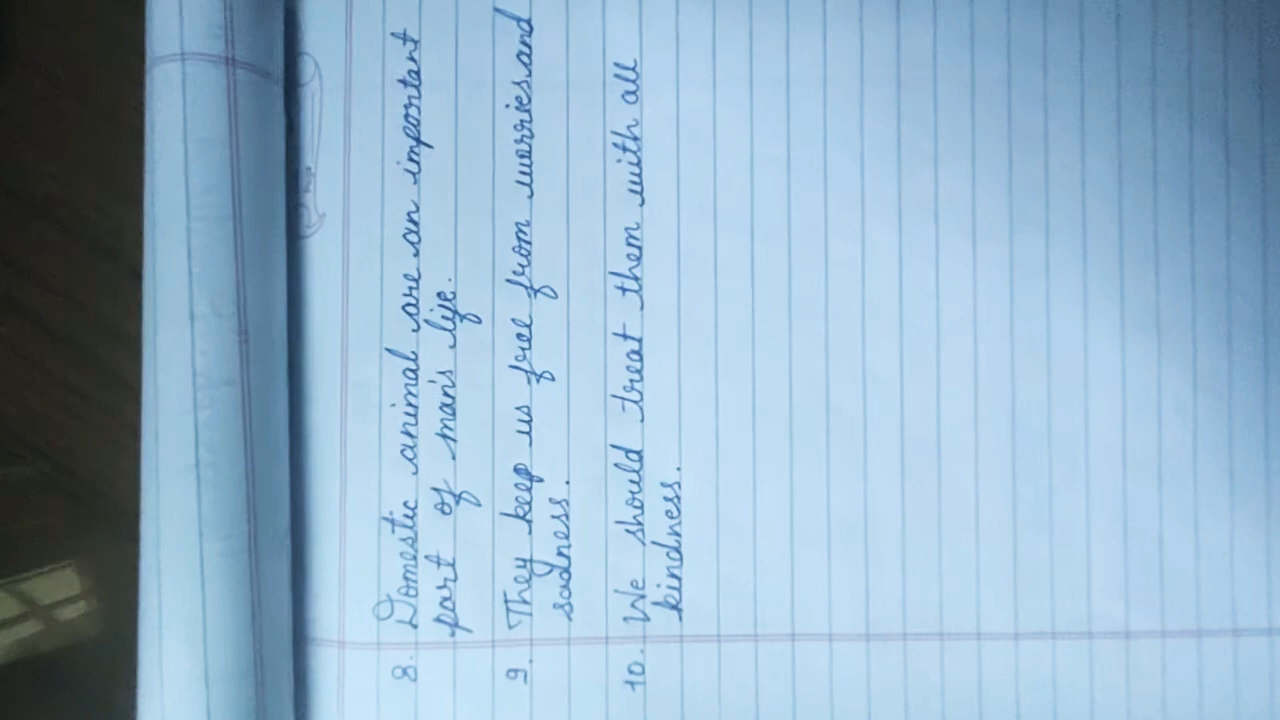 8. Domestic animal are an important
part of man's life.
9. They keep us free from worries and
sadness.
10. We should treat them with all
kindness.